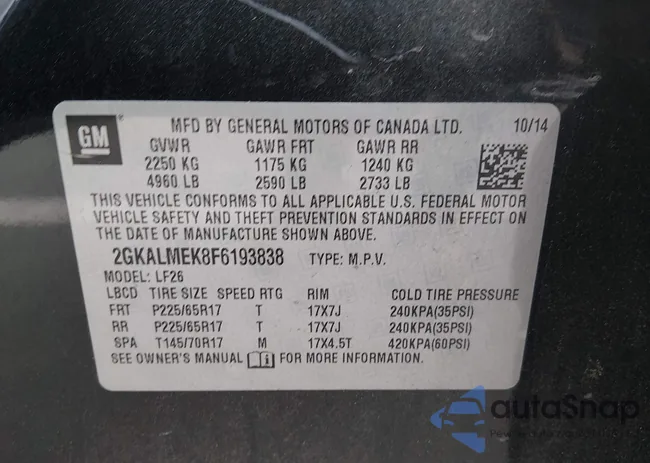 GM
MFD BY GENERAL MOTORS OF CANADA LTD. 10/14
GVWR GAWR FRT GAWR RR
2250 KG 1175 KG 1240 KG
4960 LB 2590 LB 2733 LB
THIS VEHICLE CONFORMS TO ALL APPLICABLE U.S. FEDERAL MOTOR
VEHICLE SAFETY AND THEFT PREVENTION STANDARDS IN EFFECT ON
THE DATE OF MANUFACTURE SHOWN ABOVE.
2GKALMEK8F6193838 TYPE: M.P.V.
MODEL: LF26
LBCD TIRE SIZE SPEED RTG RIM COLD TIRE PRESSURE
FRT P225/65R17 T 17X7J 240KPA(35PSI)
RR P225/65R17 T 17X7J 240KPA(35PSI)
SPA T145/70R17 M 17X4.5T 420KPA(60PSI)
SEE OWNER'S MANUAL FOR MORE INFORMATION.
autoSnap
Powered by AutoAuctions